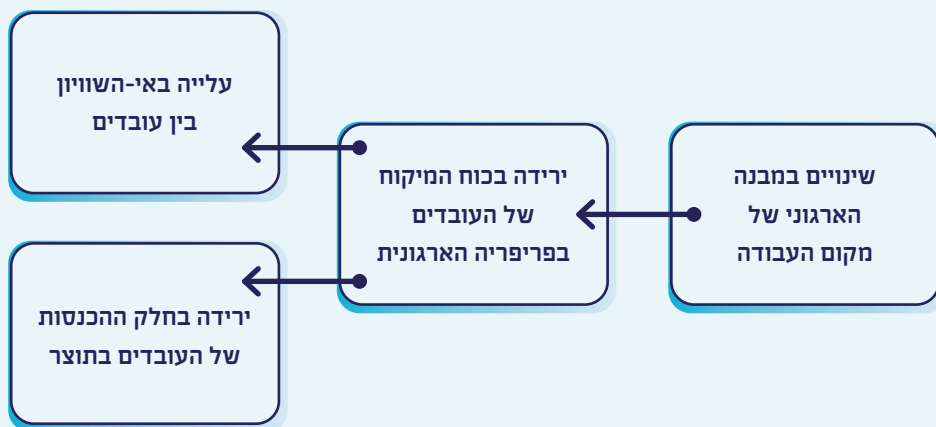 שינויים במבנה
הארגוני של
מקום העבודה
ירידה בכוח המיקוח
של העובדים
בפריפריה הארגונית
עלייה באי-השוויון
בין עובדים
ירידה בחלק ההכנסות
של העובדים בתוצר